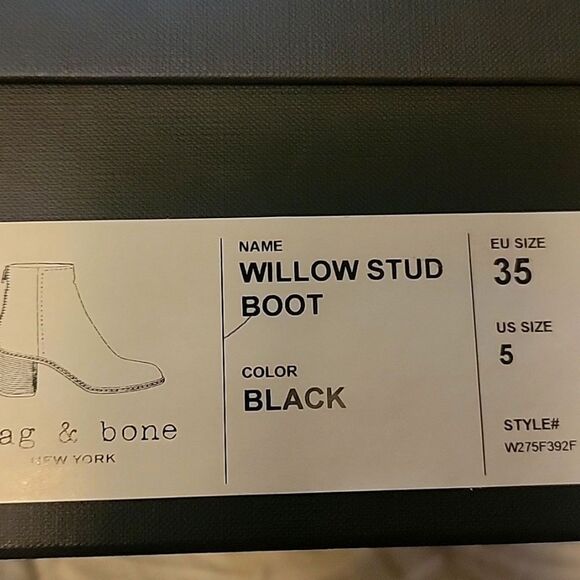 NAME
WILLOW STUD
BOOT
COLOR
BLACK
EU SIZE
35
US SIZE
5
STYLE#
W275F392F
ag & bone
NEW YORK